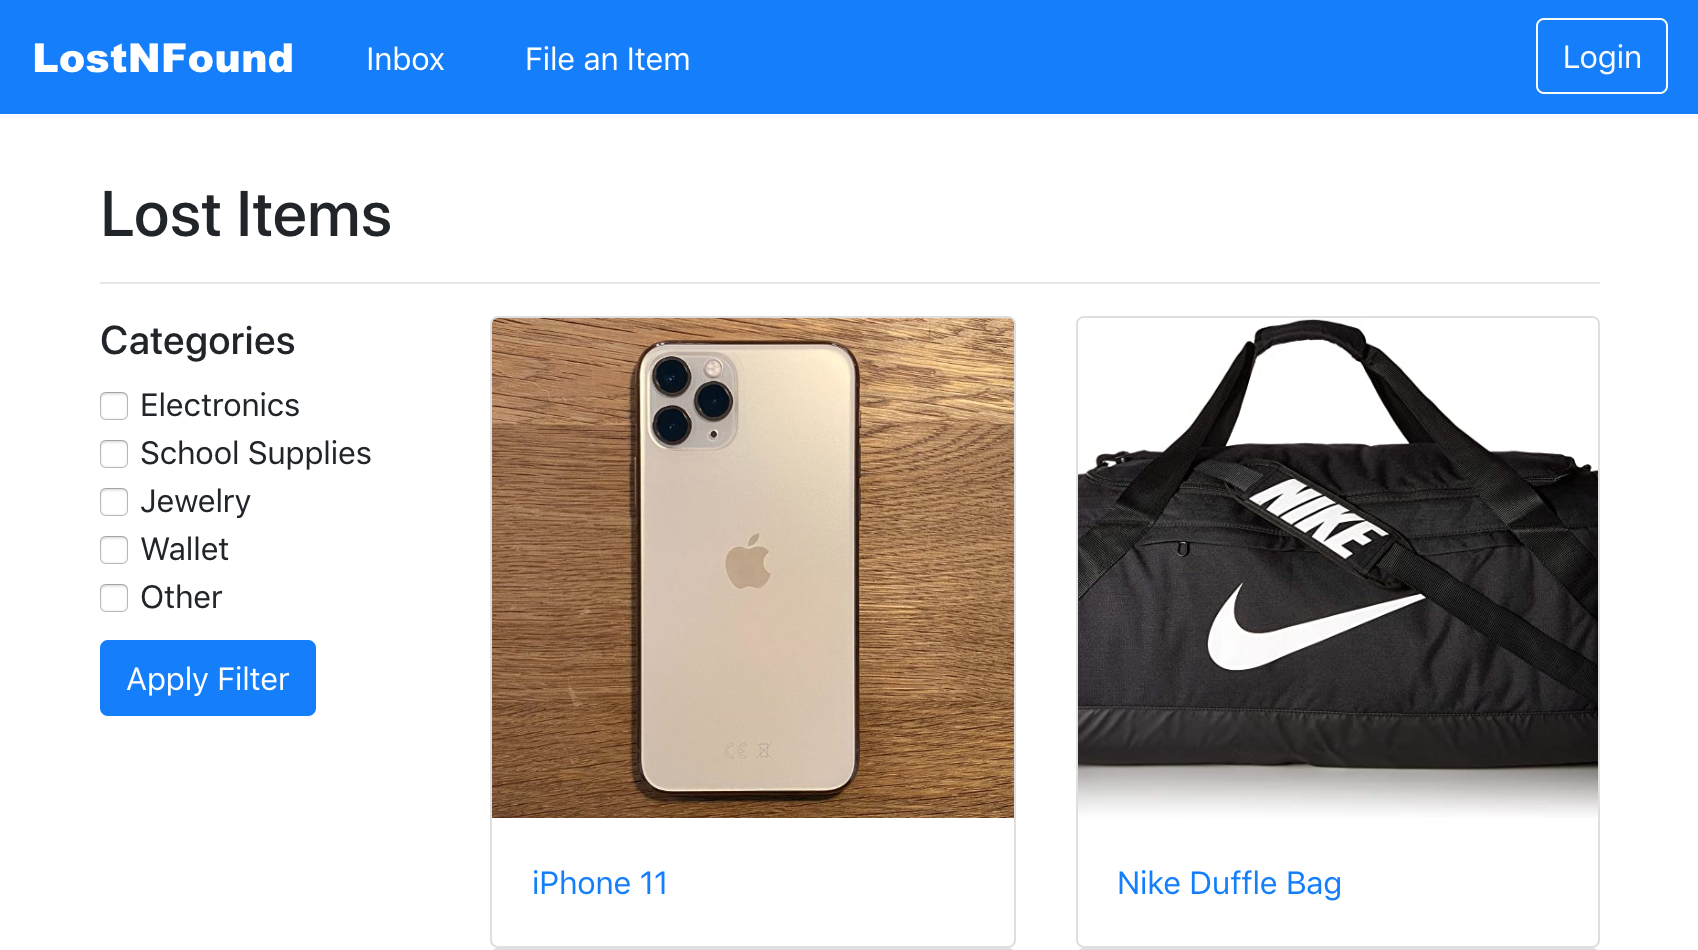 LostNFound Inbox File an Item Login
Lost Items
Categories
Electronics
School Supplies
Jewelry
Wallet
Other
Apply Filter
NIKE
iPhone 11
Nike Duffle Bag